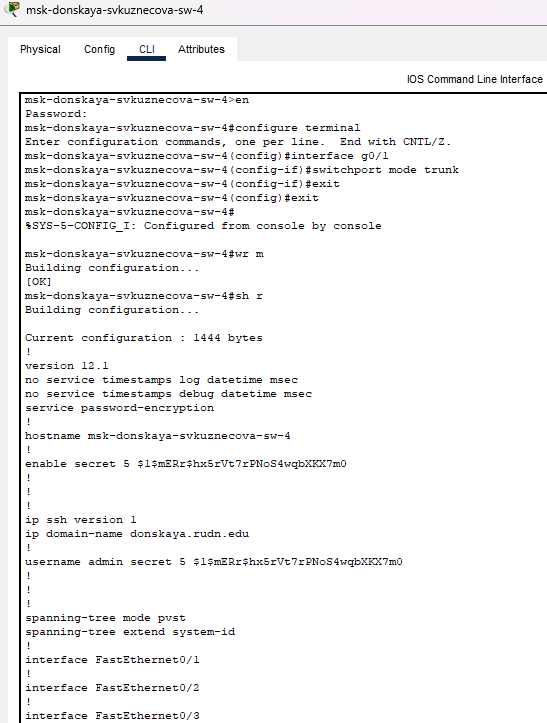 msk-donskaya-svkuznecova-sw-4
Physical Config CLI Attributes
IOS Command Line Interface
msk-donskaya-svkuznecova-sw-4>en
Password:
msk-donskaya-svkuznecova-sw-4#configure terminal
Enter configuration commands, one per line.  End with CNTL/Z.
msk-donskaya-svkuznecova-sw-4(config)#interface g0/1
msk-donskaya-svkuznecova-sw-4(config-if)#switchport mode trunk
msk-donskaya-svkuznecova-sw-4(config-if)#exit
msk-donskaya-svkuznecova-sw-4(config)#exit
msk-donskaya-svkuznecova-sw-4#
%SYS-5-CONFIG_I: Configured from console by console
msk-donskaya-svkuznecova-sw-4#wr m
Building configuration...
[OK]
msk-donskaya-svkuznecova-sw-4#sh r
Building configuration...
Current configuration : 1444 bytes
!
version 12.1
no service timestamps log datetime msec
no service timestamps debug datetime msec
service password-encryption
!
hostname msk-donskaya-svkuznecova-sw-4
!
enable secret 5 $1$mERr$hx5rVt7rPNoS4wqbXKX7m0
!
!
!
ip ssh version 1
ip domain-name donskaya.rudn.edu
!
username admin secret 5 $1$mERr$hx5rVt7rPNoS4wqbXKX7m0
!
!
!
spanning-tree mode pvst
spanning-tree extend system-id
!
interface FastEthernet0/1
!
interface FastEthernet0/2
!
interface FastEthernet0/3